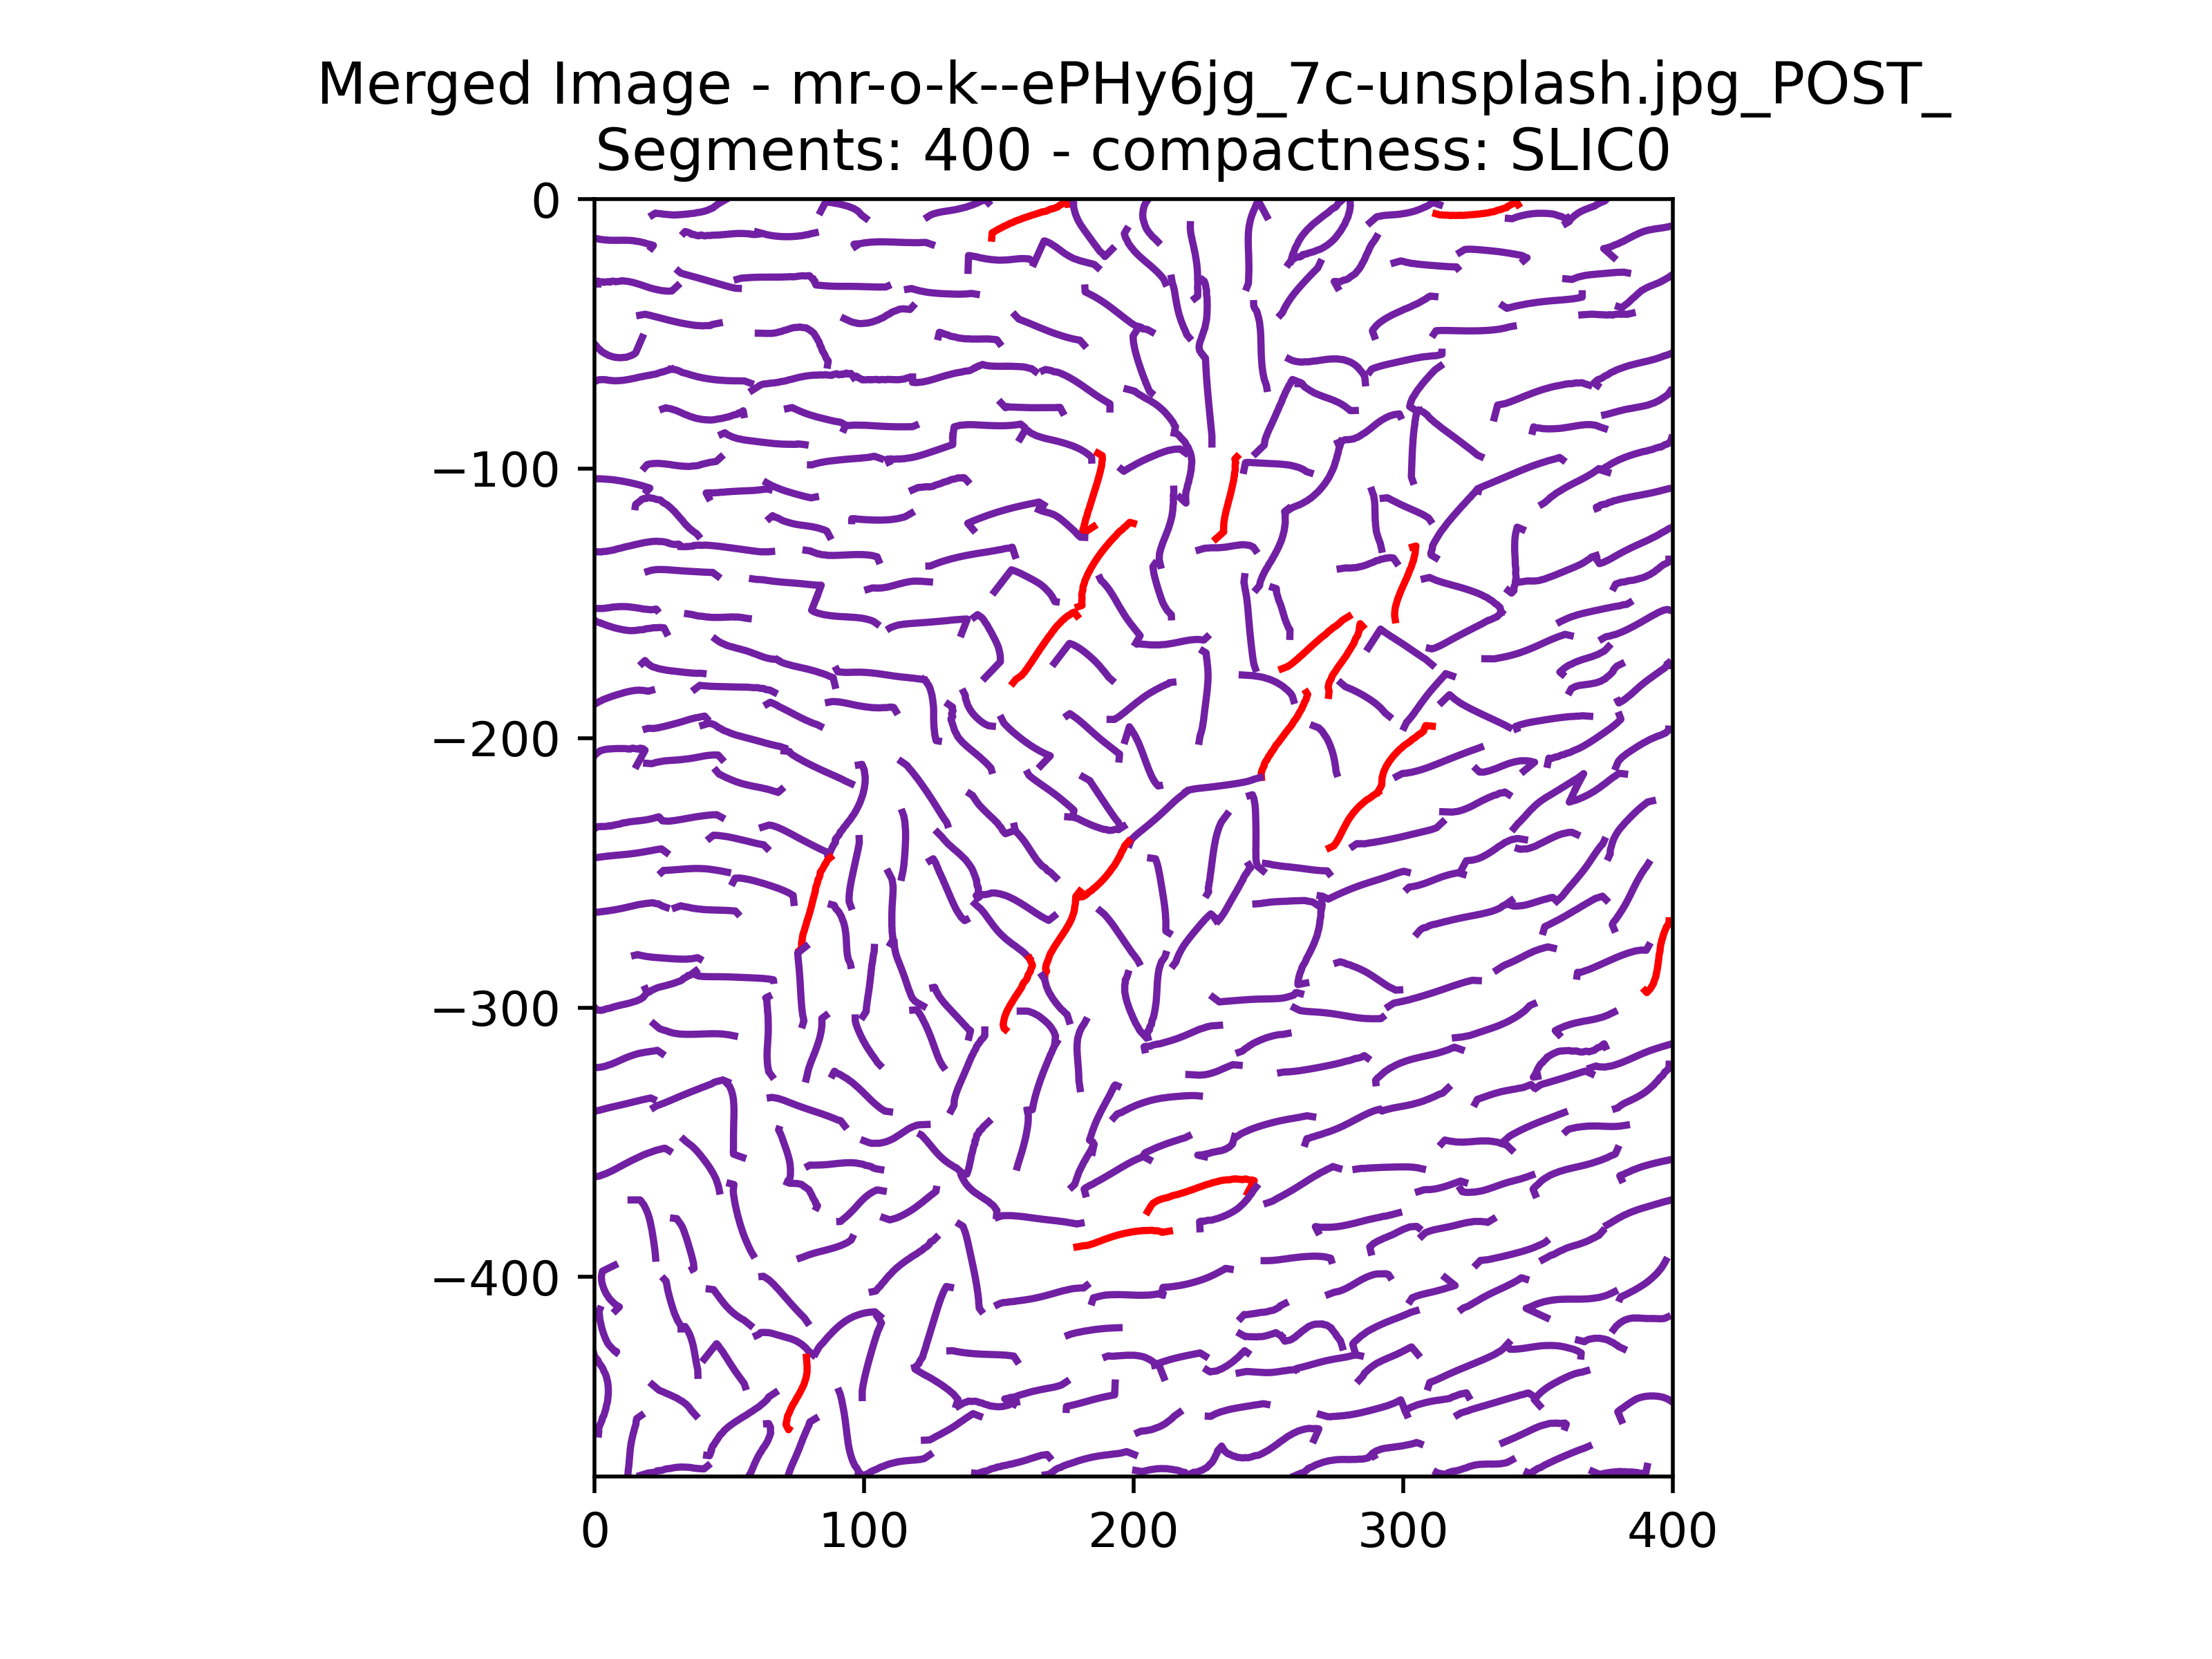 Merged Image - mr-o-k--ePHy6jg_7c-unsplash.jpg_POST_
Segments: 400 - compactness: SLIC0
0
−100
−200
−300
−400
0 100 200 300 400